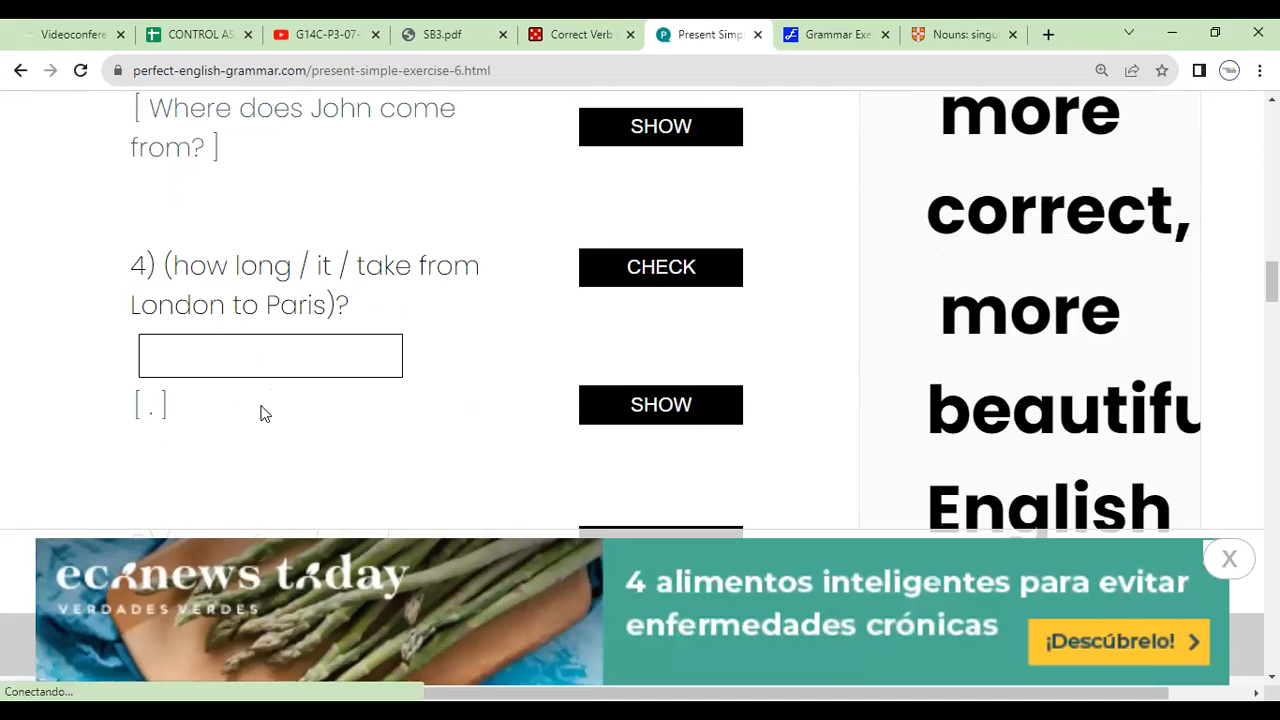 Videoconfere
CONTROL AS
G14C-P3-07-
SB3.pdf
Correct Verb
Present Simp
Grammar Exe
Nouns: singu
perfect-english-grammar.com/present-simple-exercise-6.html
[ Where does John come
from? ]
SHOW
4) (how long / it / take from
London to Paris)?
CHECK
[ . ]
SHOW
more
correct,
more
beautifu
English
econews today
VERDADES VERDES
4 alimentos inteligentes para evitar
enfermedades crónicas
¡Descúbrelo! >
X
Conectando...